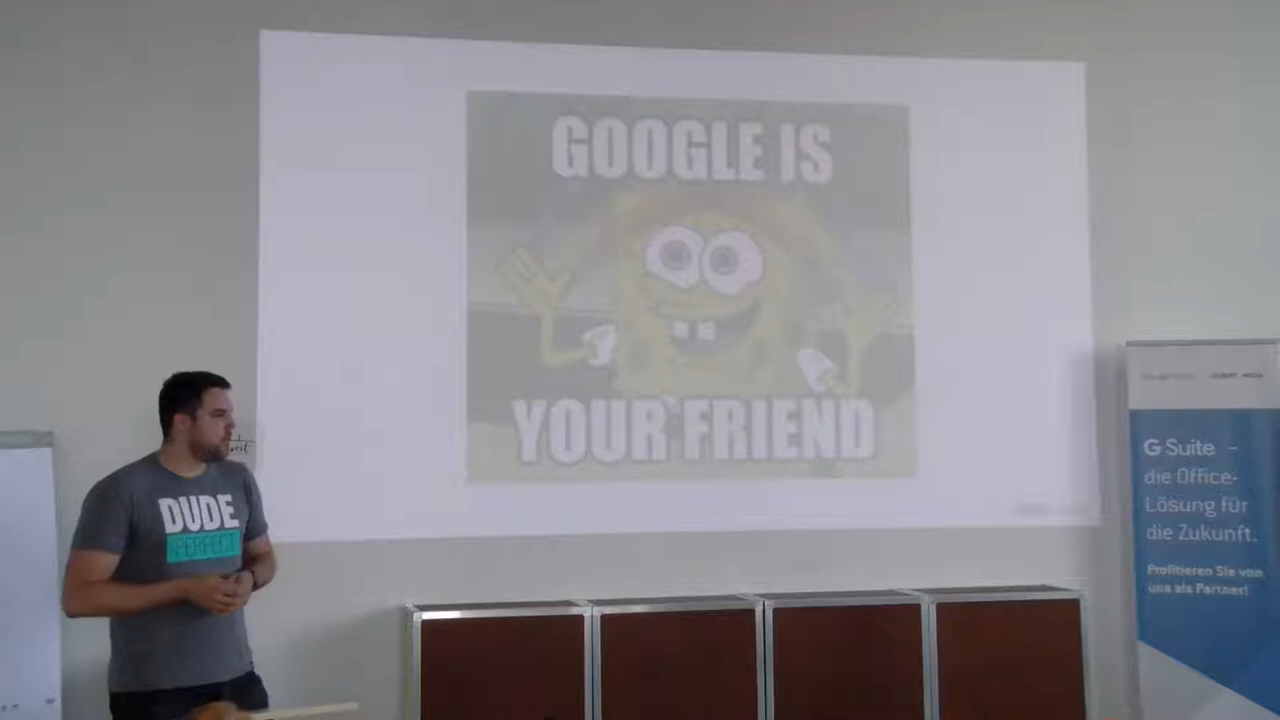 GOOGLE IS
YOUR FRIEND
DUDE
PERFECT
G Suite –
die Office-
Lösung für
die Zukunft.
Profitieren Sie von
uns als Partner!